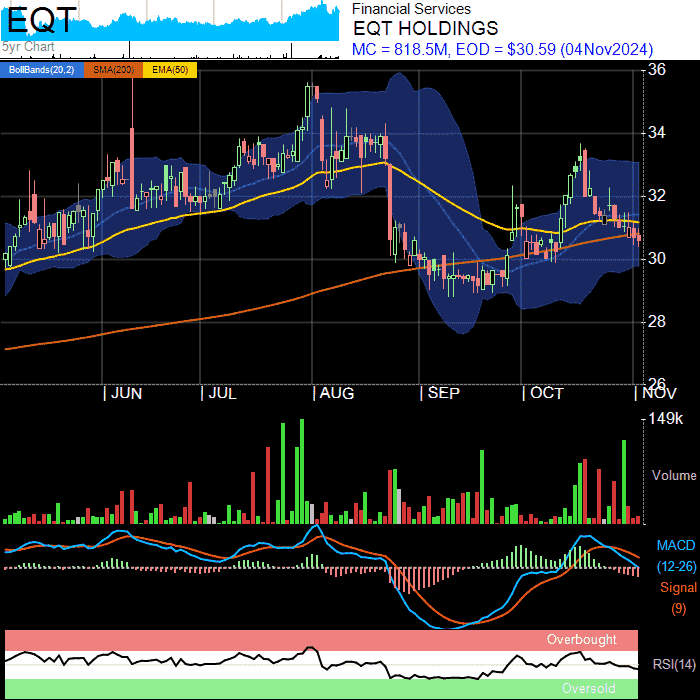 EQT
5yr Chart
Financial Services
EQT HOLDINGS
MC = 818.5M, EOD = $30.59 (04Nov2024)
BollBands(20,2) SMA(200) EMA(50)
36
34
32
30
28
26
JUN JUL AUG SEP OCT NOV
149k
Volume
MACD
(12-26)
Signal
(9)
Overbought
RSI(14)
Oversold